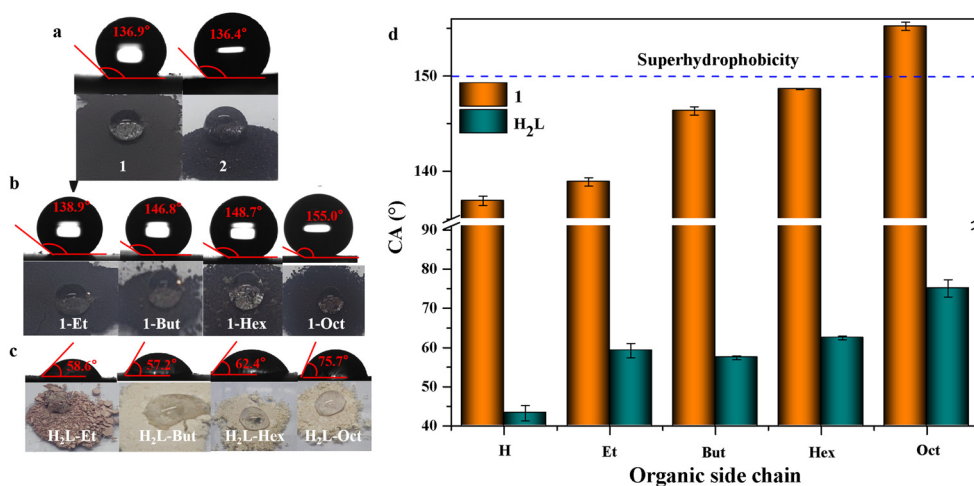 a
136.9°
136.4°
1
2
b
138.9°
146.8°
148.7°
155.0°
1-Et
1-But
1-Hex
1-Oct
c
58.6°
57.2°
62.4°
75.7°
H₂L-Et
H₂L-But
H₂L-Hex
H₂L-Oct
d
Superhydrophobicity
1
H₂L
CA (°)
150
140
90
80
70
60
50
40
H
Et
But
Hex
Oct
Organic side chain